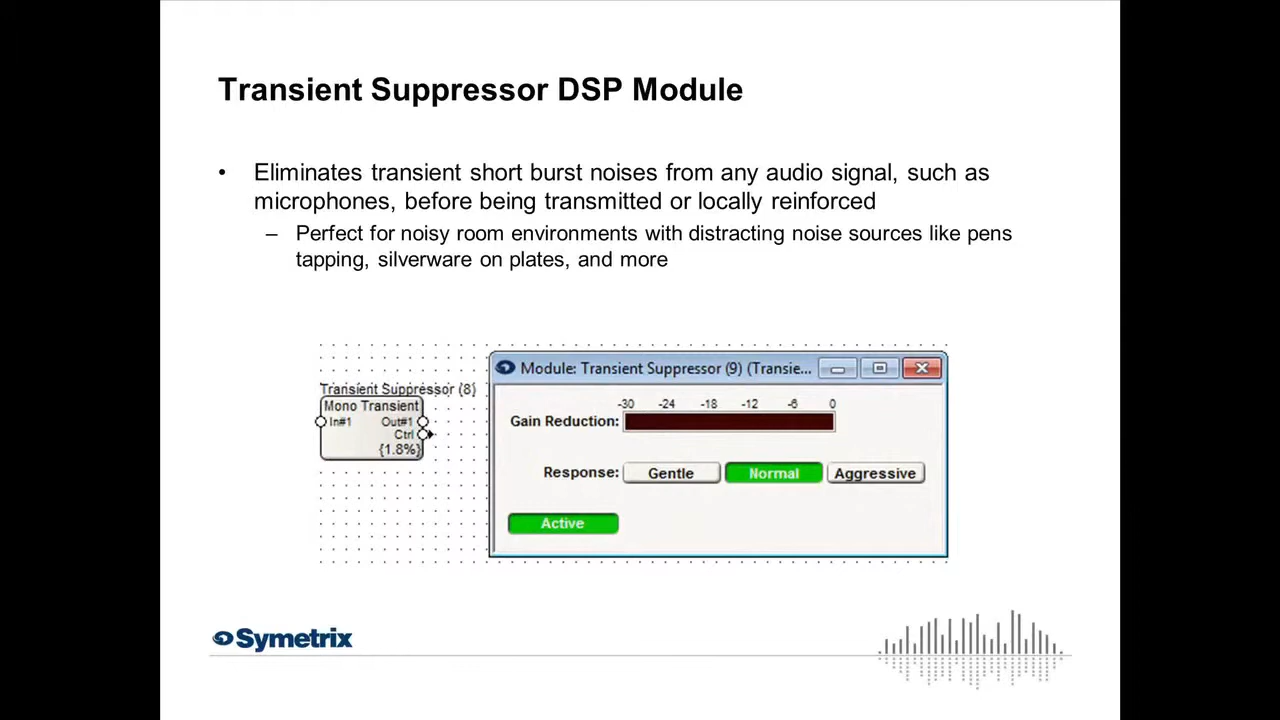 Transient Suppressor DSP Module
• Eliminates transient short burst noises from any audio signal, such as
microphones, before being transmitted or locally reinforced
– Perfect for noisy room environments with distracting noise sources like pens
tapping, silverware on plates, and more
Transient Suppressor (8)
Mono Transient
In#1 Out#1
Ctrl
{1.8%}
Module: Transient Suppressor (9) (Transie...
-30 -24 -18 -12 -6 0
Gain Reduction:
Response: Gentle Normal Aggressive
Active
Symetrix